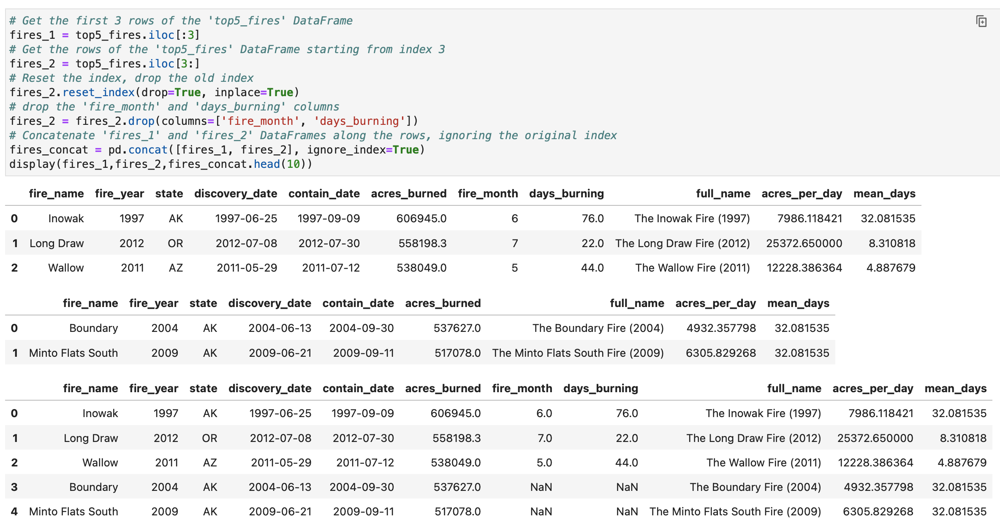 # Get the first 3 rows of the 'top5_fires' DataFrame
fires_1 = top5_fires.iloc[:3]
# Get the rows of the 'top5_fires' DataFrame starting from index 3
fires_2 = top5_fires.iloc[3:]
# Reset the index, drop the old index
fires_2.reset_index(drop=True, inplace=True)
# drop the 'fire_month' and 'days_burning' columns
fires_2 = fires_2.drop(columns=['fire_month', 'days_burning'])
# Concatenate 'fires_1' and 'fires_2' DataFrames along the rows, ignoring the original index
fires_concat = pd.concat([fires_1, fires_2], ignore_index=True)
display(fires_1,fires_2,fires_concat.head(10))
fire_name fire_year state discovery_date contain_date acres_burned fire_month days_burning full_name acres_per_day mean_days
0 Inowak 1997 AK 1997-06-25 1997-09-09 606945.0 6 76.0 The Inowak Fire (1997) 7986.118421 32.081535
1 Long Draw 2012 OR 2012-07-08 2012-07-30 558198.3 7 22.0 The Long Draw Fire (2012) 25372.650000 8.310818
2 Wallow 2011 AZ 2011-05-29 2011-07-12 538049.0 5 44.0 The Wallow Fire (2011) 12228.386364 4.887679
fire_name fire_year state discovery_date contain_date acres_burned full_name acres_per_day mean_days
0 Boundary 2004 AK 2004-06-13 2004-09-30 537627.0 The Boundary Fire (2004) 4932.357798 32.081535
1 Minto Flats South 2009 AK 2009-06-21 2009-09-11 517078.0 The Minto Flats South Fire (2009) 6305.829268 32.081535
fire_name fire_year state discovery_date contain_date acres_burned fire_month days_burning full_name acres_per_day mean_days
0 Inowak 1997 AK 1997-06-25 1997-09-09 606945.0 6.0 76.0 The Inowak Fire (1997) 7986.118421 32.081535
1 Long Draw 2012 OR 2012-07-08 2012-07-30 558198.3 7.0 22.0 The Long Draw Fire (2012) 25372.650000 8.310818
2 Wallow 2011 AZ 2011-05-29 2011-07-12 538049.0 5.0 44.0 The Wallow Fire (2011) 12228.386364 4.887679
3 Boundary 2004 AK 2004-06-13 2004-09-30 537627.0 NaN NaN The Boundary Fire (2004) 4932.357798 32.081535
4 Minto Flats South 2009 AK 2009-06-21 2009-09-11 517078.0 NaN NaN The Minto Flats South Fire (2009) 6305.829268 32.081535